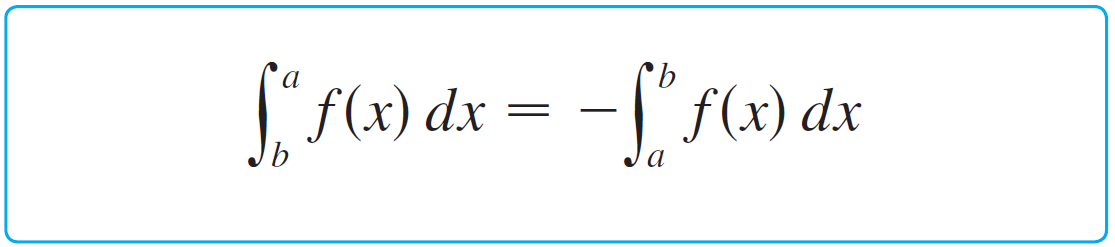 ∫_b^a f(x) dx = −∫_a^b f(x) dx